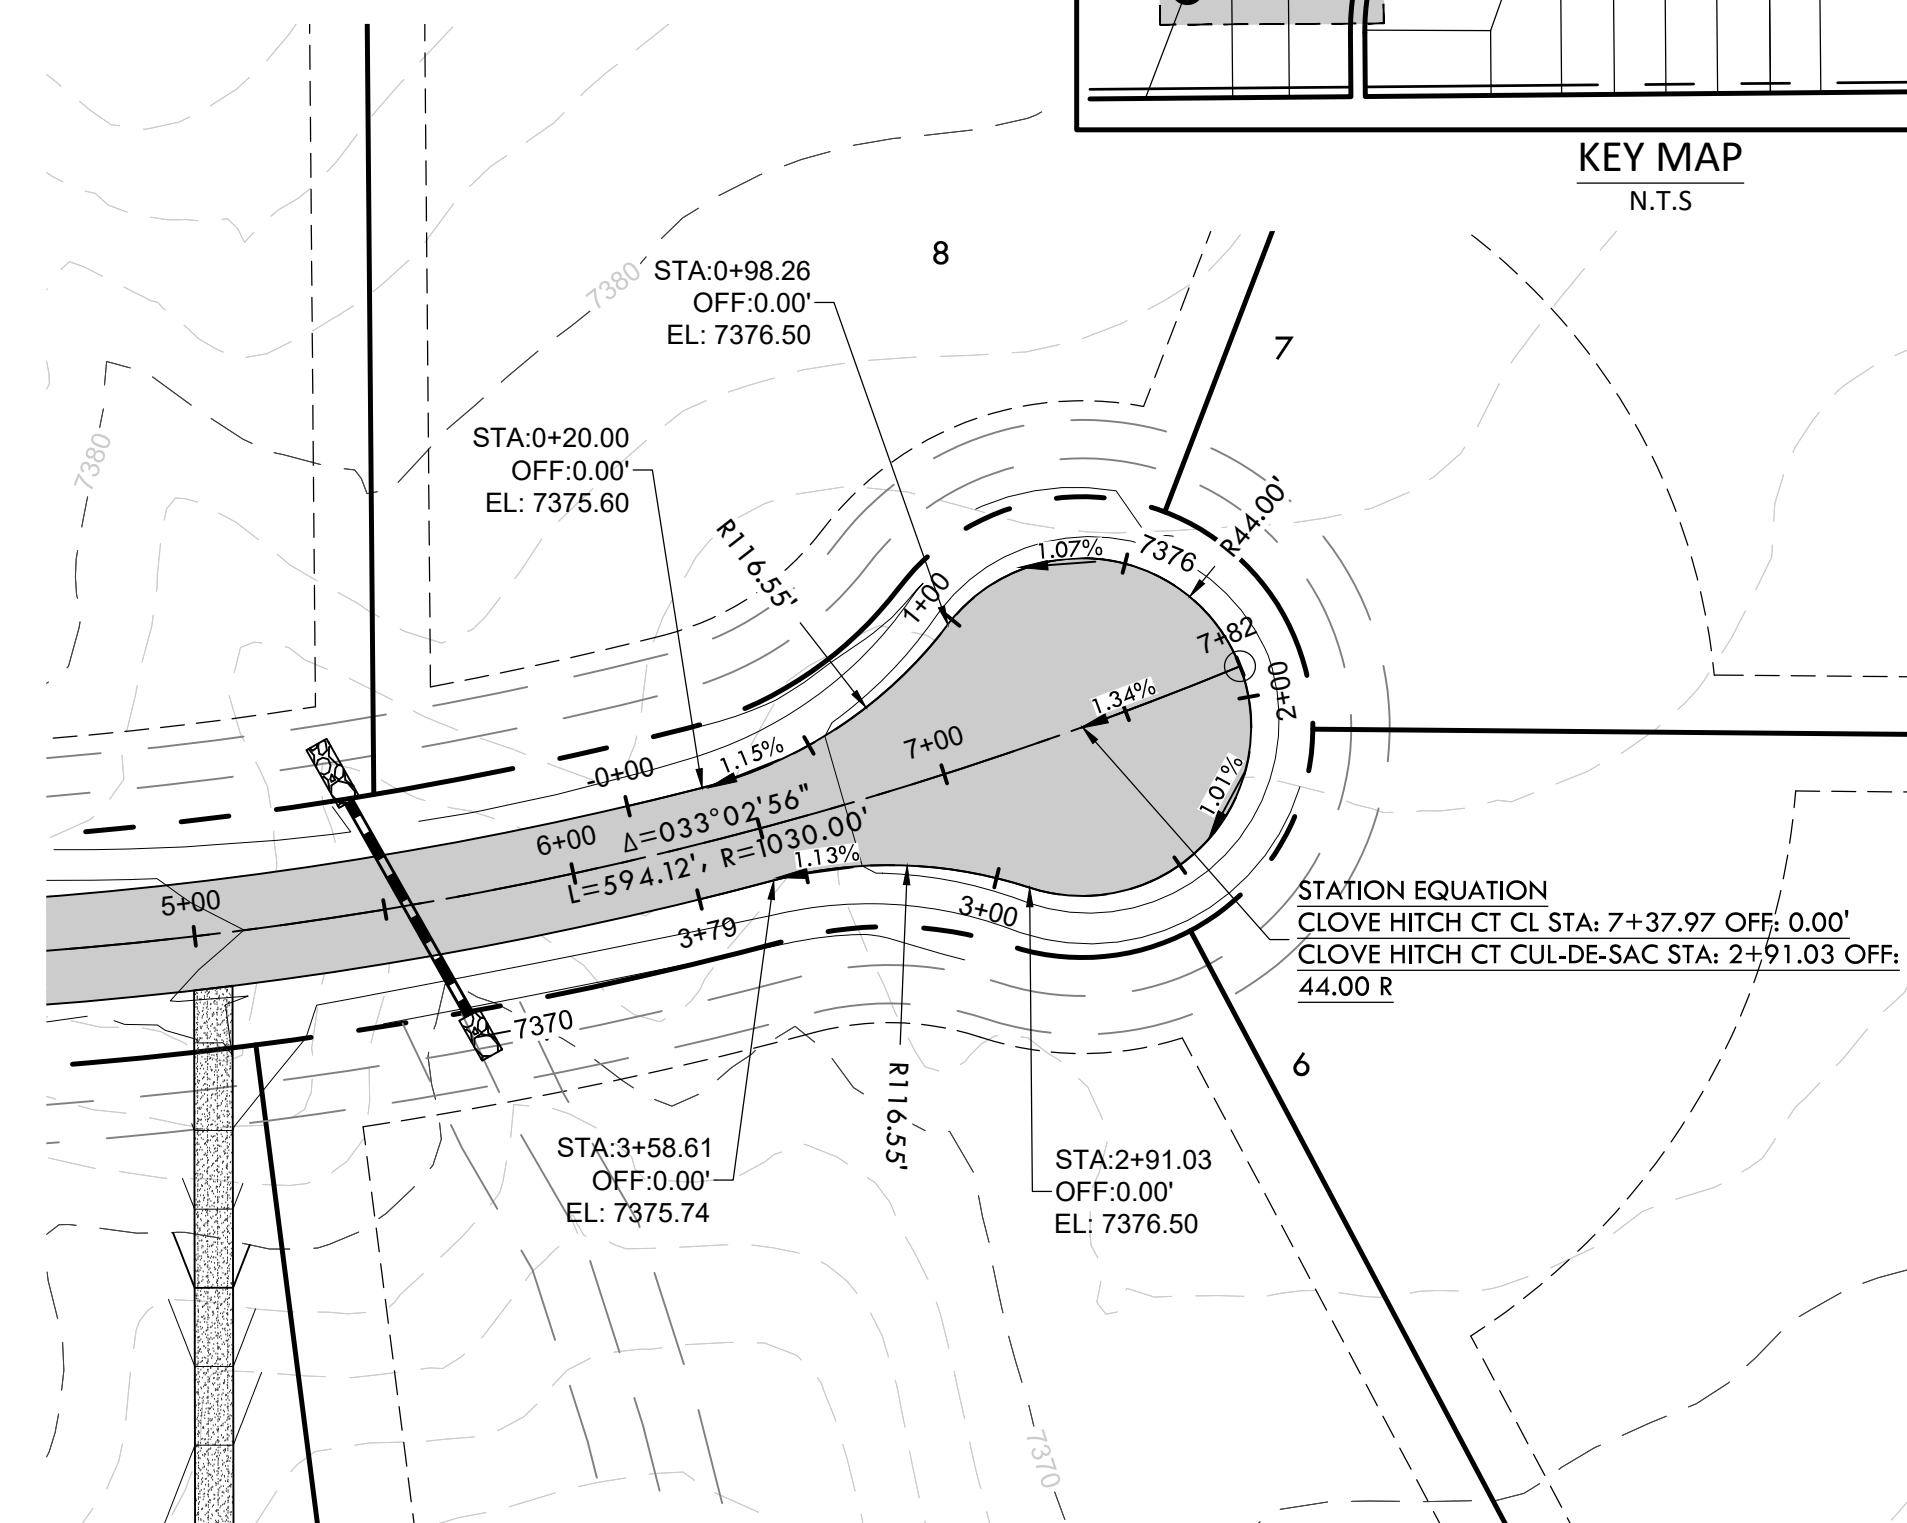 KEY MAP
N.T.S
8
7
6
STA:0+98.26
OFF:0.00'
EL: 7376.50
STA:0+20.00
OFF:0.00'
EL: 7375.60
7380
7380
R116.55'
1+00
1.07%
7376
R44.00'
7+82
2+00
1.34%
1.01%
7+00
1.15%
-0+00
6+00
Δ=033°02'56"
L=594.12', R=1030.00'
1.13%
5+00
3+79
3+00
7370
R116.55'
STATION EQUATION
CLOVE HITCH CT CL STA: 7+37.97 OFF: 0.00'
CLOVE HITCH CT CUL-DE-SAC STA: 2+91.03 OFF:
44.00 R
STA:3+58.61
OFF:0.00'
EL: 7375.74
STA:2+91.03
OFF:0.00'
EL: 7376.50
7370